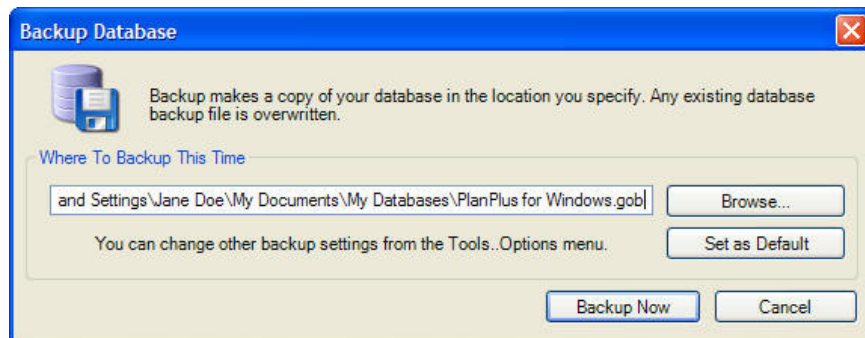 Backup Database
Backup makes a copy of your database in the location you specify. Any existing database
backup file is overwritten.
Where To Backup This Time
and Settings\Jane Doe\My Documents\My Databases\PlanPlus for Windows.gob
Browse...
You can change other backup settings from the Tools..Options menu.
Set as Default
Backup Now
Cancel